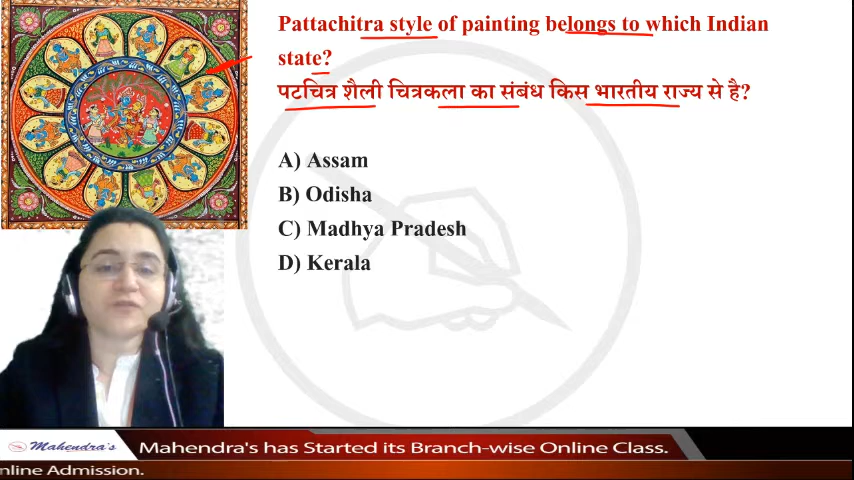 Pattachitra style of painting belongs to which Indian
state?
पटचित्र शैली चित्रकला का संबंध किस भारतीय राज्य से है?
A) Assam
B) Odisha
C) Madhya Pradesh
D) Kerala
Mahendra's
Mahendra's has Started its Branch-wise Online Class.
nline Admission.